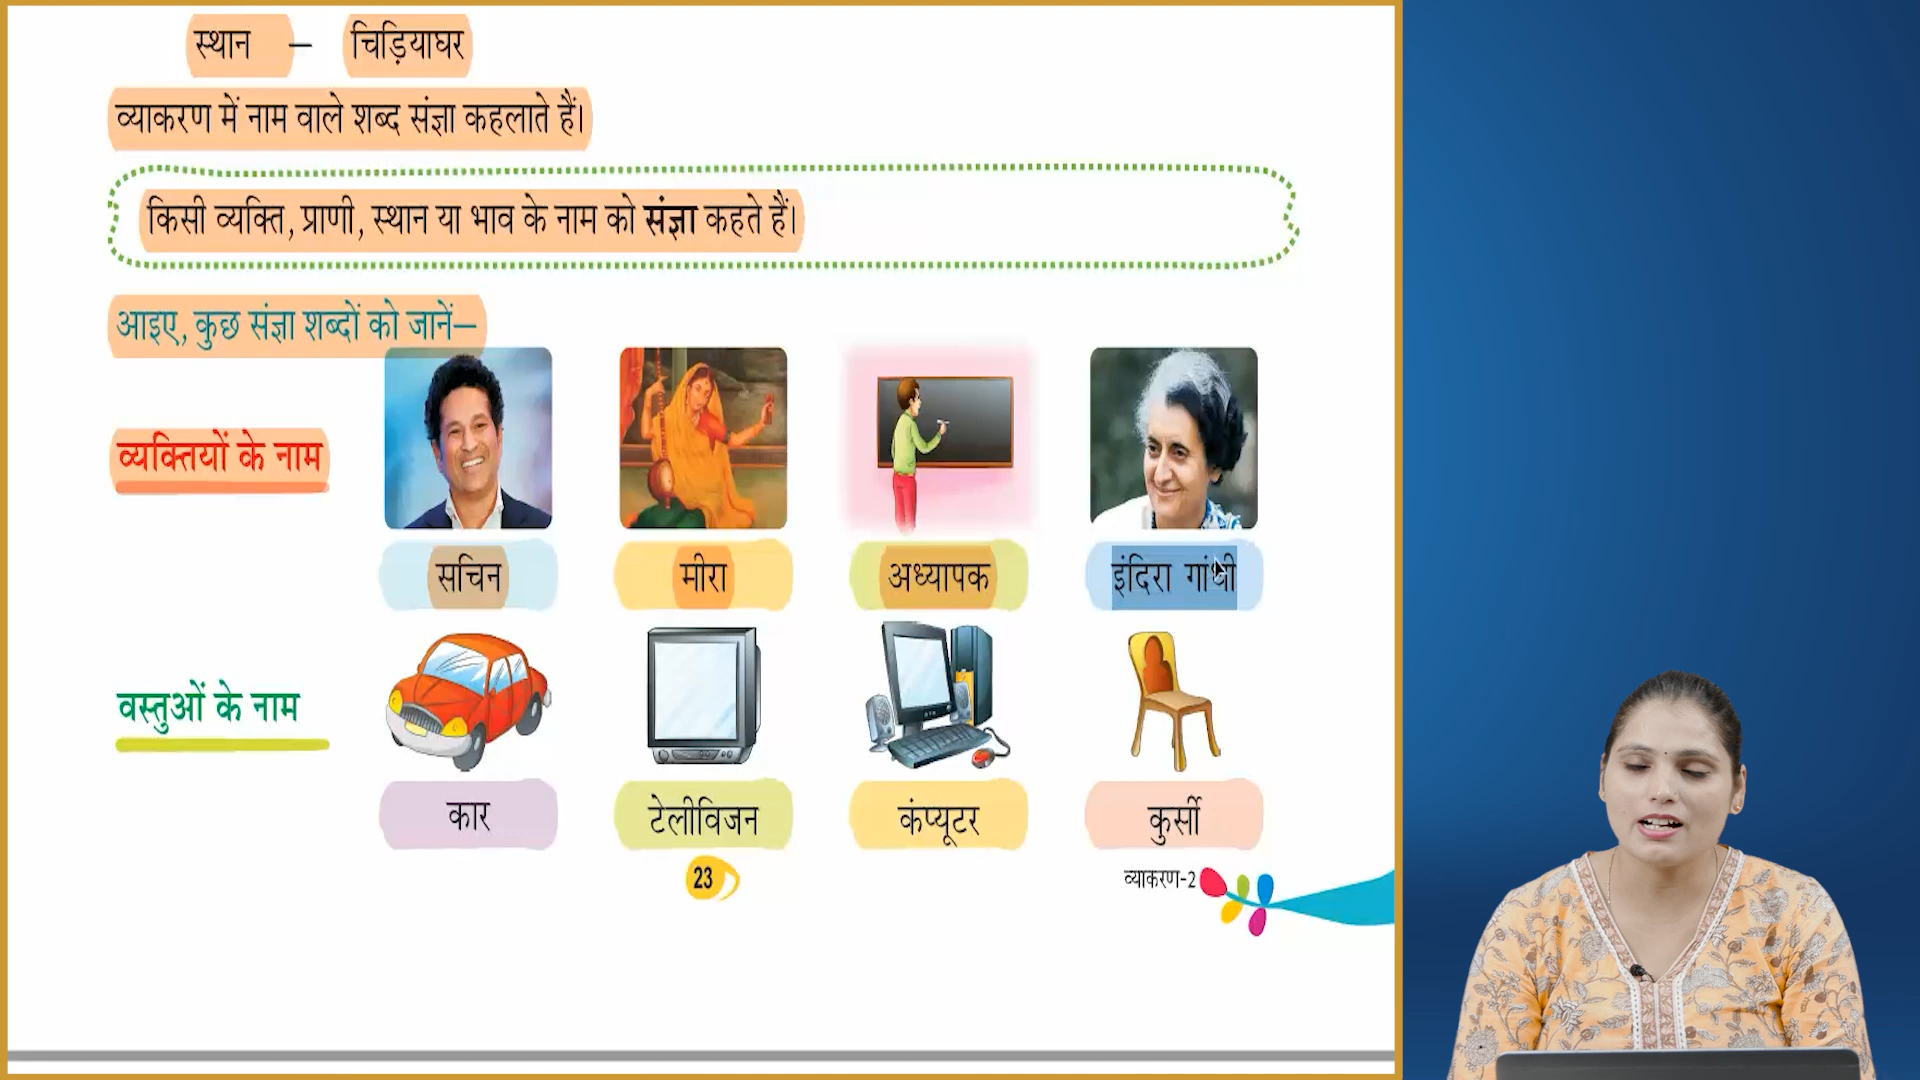 स्थान – चिड़ियाघर
व्याकरण में नाम वाले शब्द संज्ञा कहलाते हैं।
किसी व्यक्ति, प्राणी, स्थान या भाव के नाम को संज्ञा कहते हैं।
आइए, कुछ संज्ञा शब्दों को जानें–
व्यक्तियों के नाम
सचिन मीरा अध्यापक इंदिरा गांधी
वस्तुओं के नाम
कार टेलीविजन कंप्यूटर कुर्सी
23
व्याकरण-2